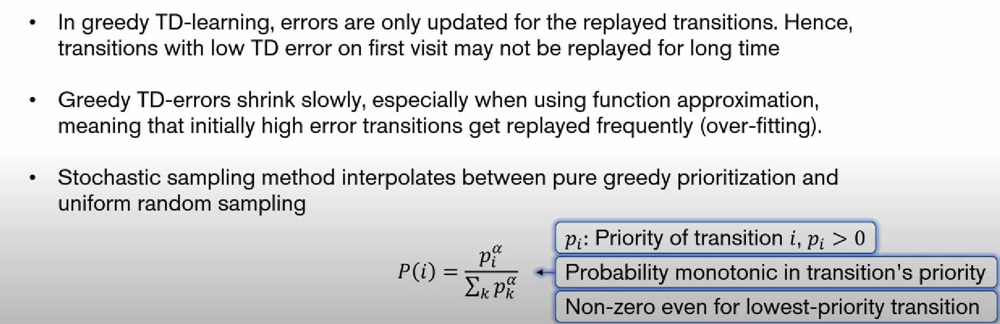 • In greedy TD-learning, errors are only updated for the replayed transitions. Hence,
transitions with low TD error on first visit may not be replayed for long time
• Greedy TD-errors shrink slowly, especially when using function approximation,
meaning that initially high error transitions get replayed frequently (over-fitting).
• Stochastic sampling method interpolates between pure greedy prioritization and
uniform random sampling
P(i) = p_i^α / ∑_k p_k^α
p_i: Priority of transition i, p_i > 0
Probability monotonic in transition's priority
Non-zero even for lowest-priority transition